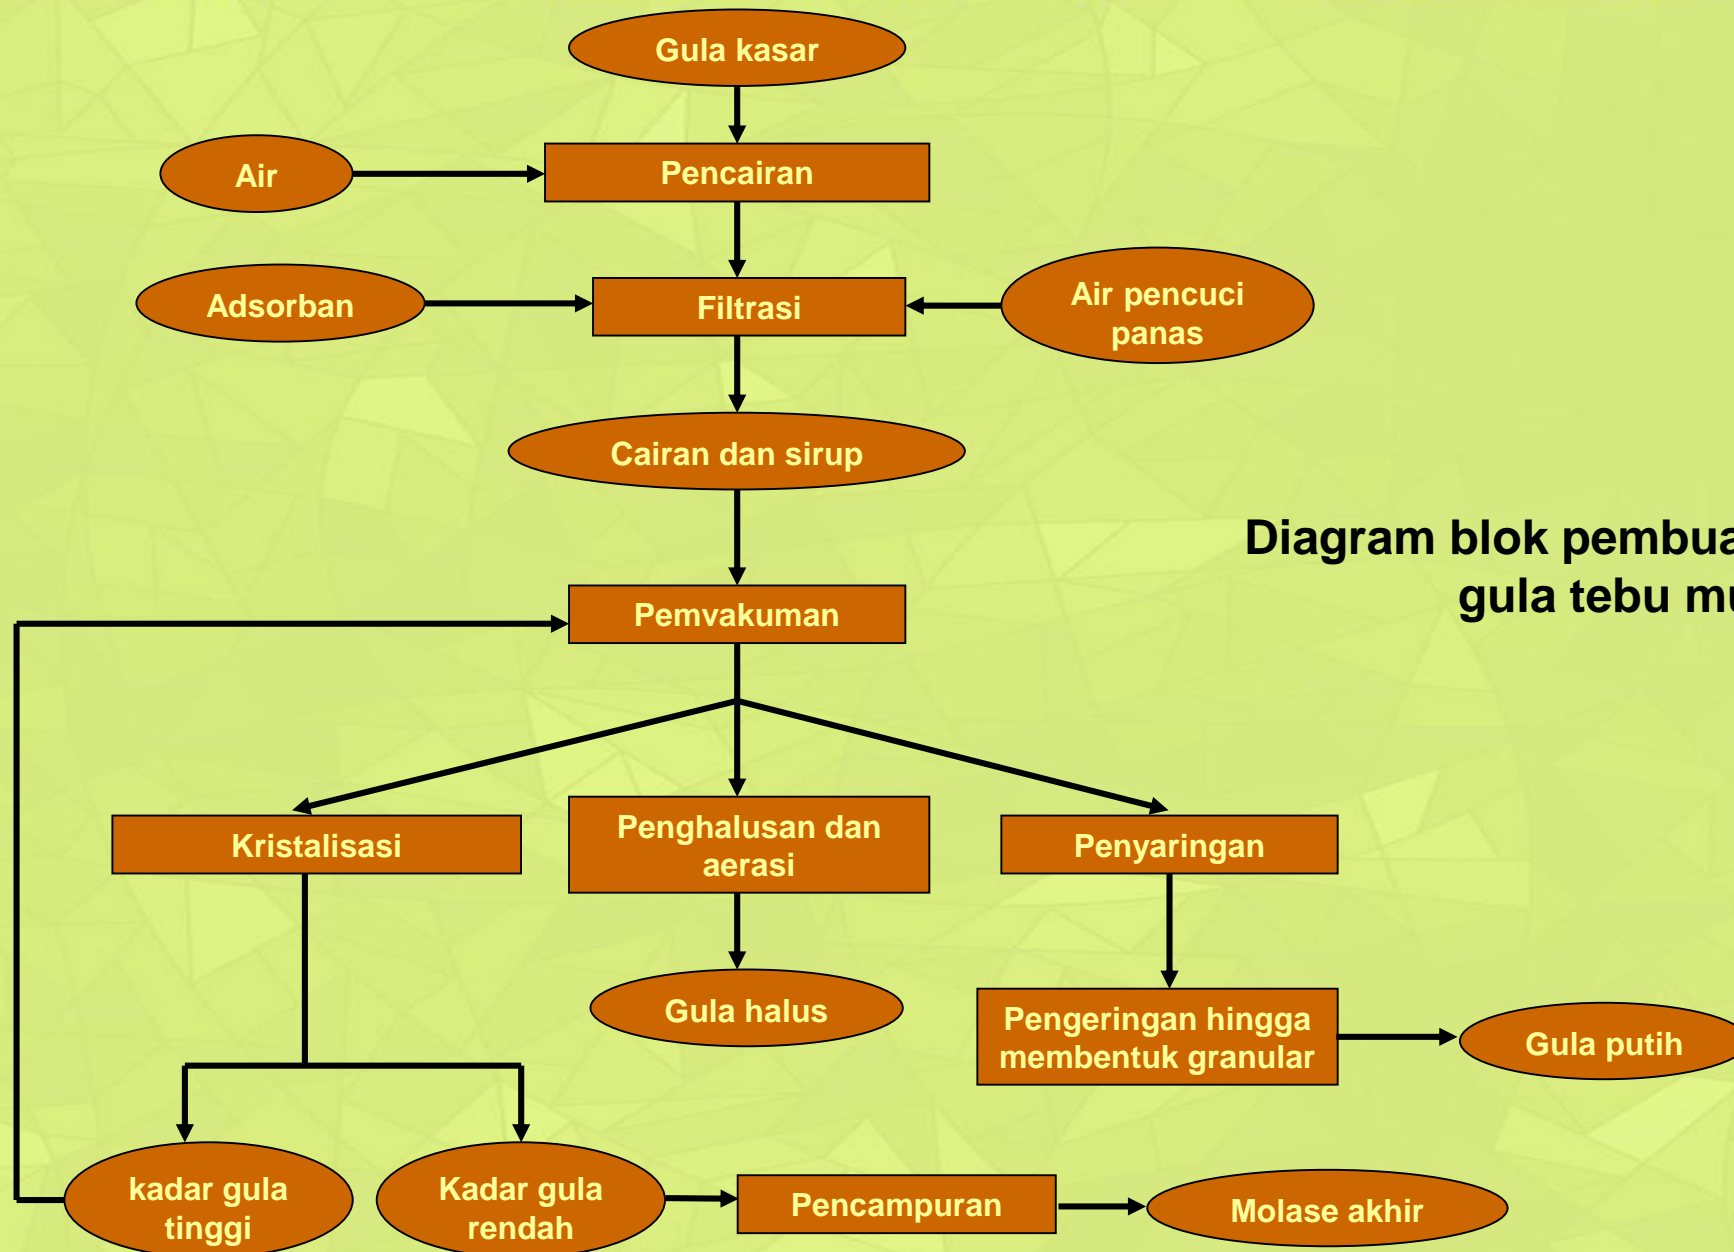 Gula kasar
Air
Pencairan
Adsorban
Filtrasi
Air pencuci
panas
Cairan dan sirup
Diagram blok
gula tebu
Pemvakuman
Kristalisasi
Penghalusan dan
aerasi
Penyaringan
Gula halus
Pengeringan hingga
membentuk granular
Gula putih
kadar gula
tinggi
Kadar gula
rendah
Pencampuran
Molase akhir